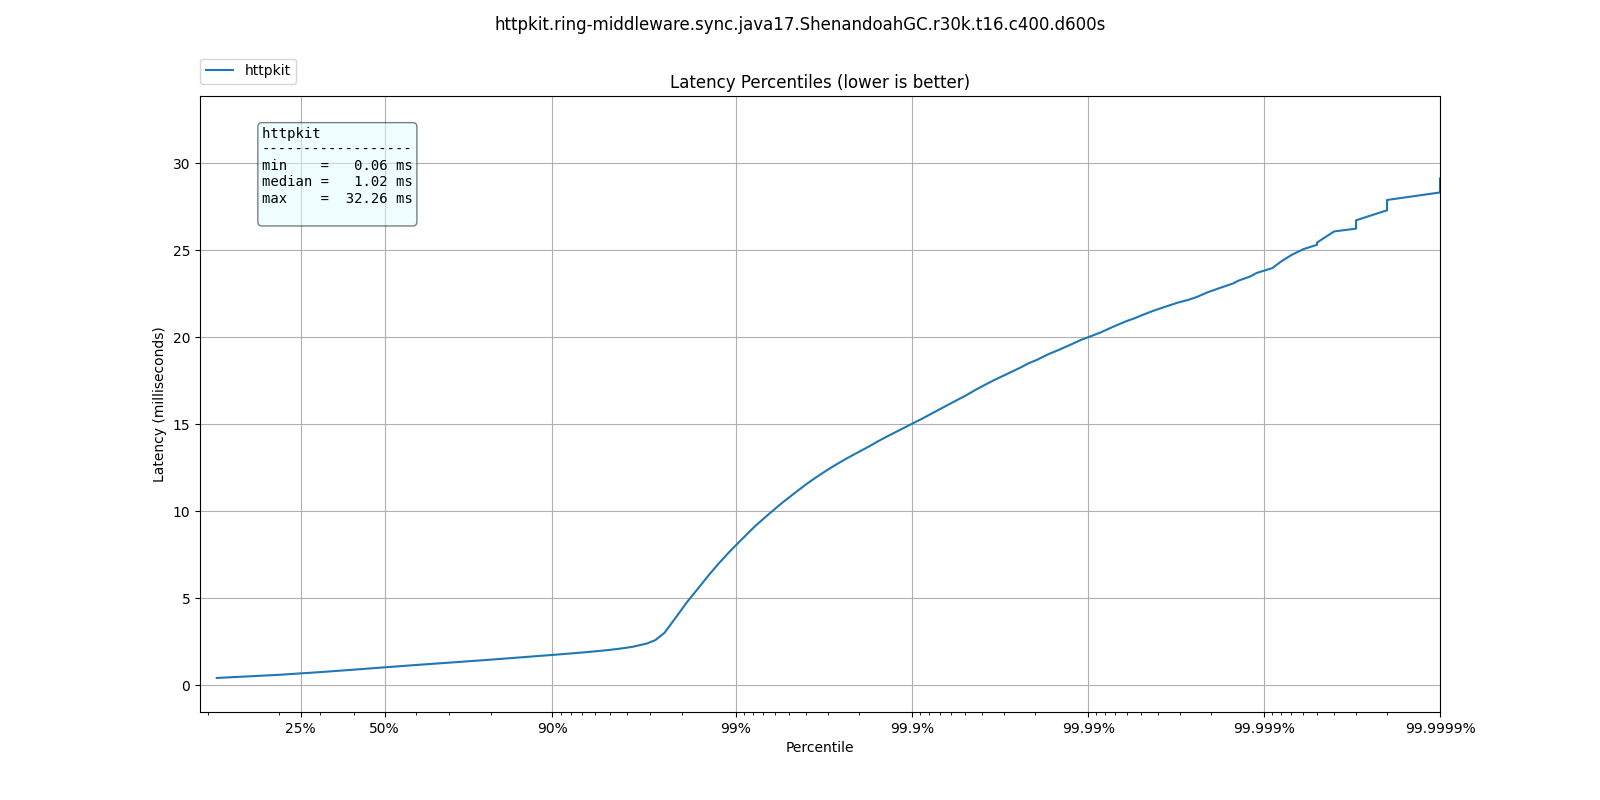 httpkit.ring-middleware.sync.java17.ShenandoahGC.r30k.t16.c400.d600s
httpkit
Latency Percentiles (lower is better)
httpkit
------------------
min    =   0.06 ms
median =   1.02 ms
max    =  32.26 ms
30
25
20
15
10
5
0
Latency (milliseconds)
25% 50% 90% 99% 99.9% 99.99% 99.999% 99.9999%
Percentile